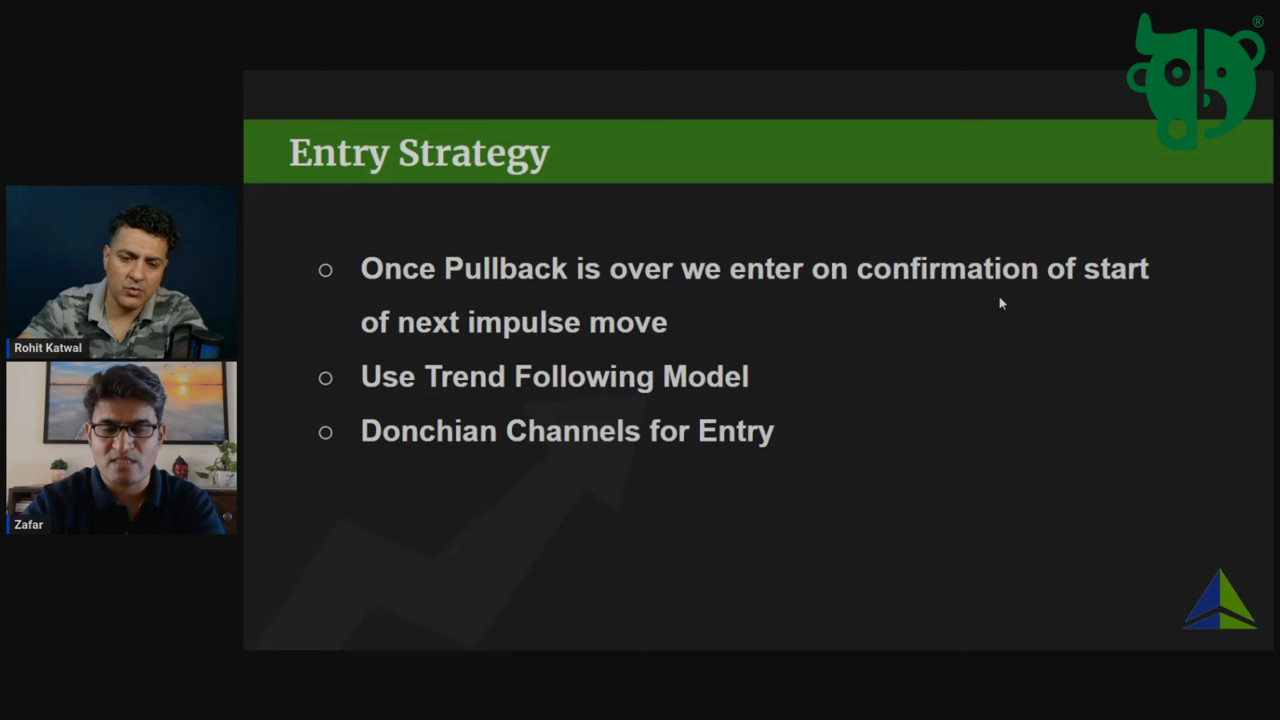 ®
Entry Strategy
Once Pullback is over we enter on confirmation of start
of next impulse move
Use Trend Following Model
Donchian Channels for Entry
Rohit Katwal
Zafar